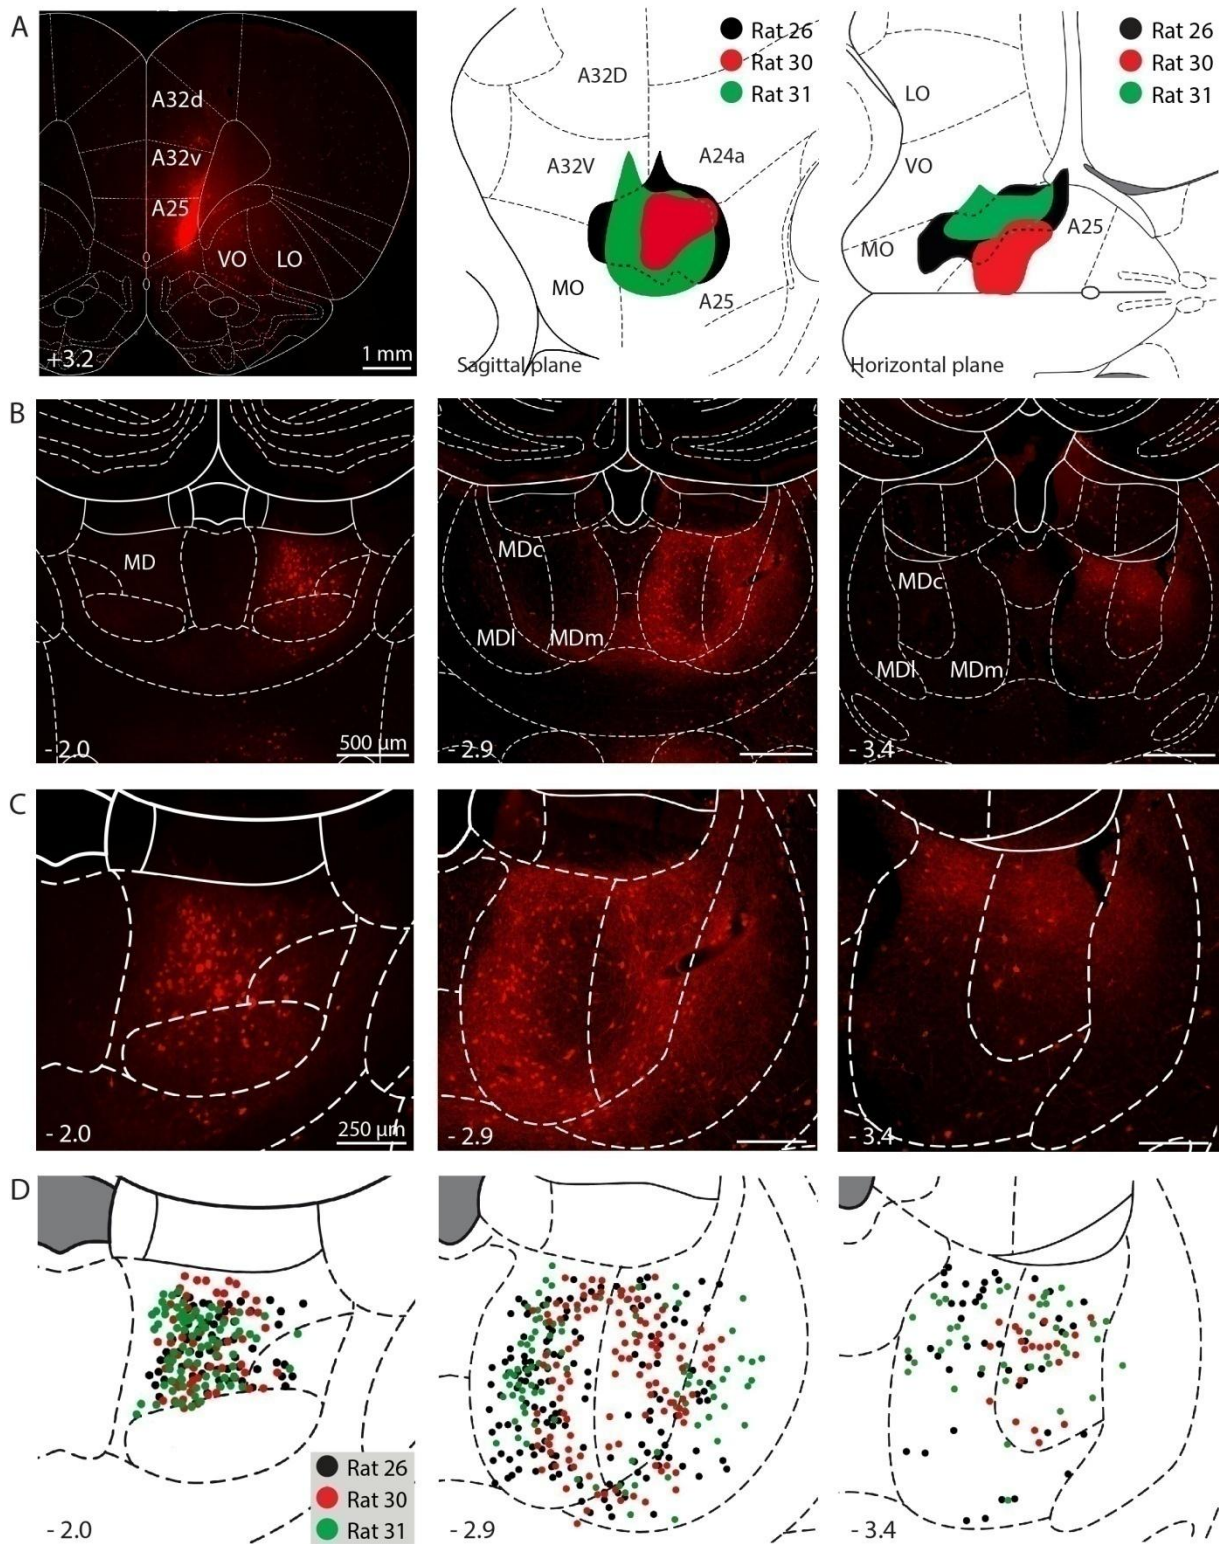 A
A32d
A32v
A25
VO
LO
+3.2
1 mm
A32D
A32V
A24a
MO
A25
Sagittal plane
Rat 26
Rat 30
Rat 31
LO
VO
MO
A25
Horizontal plane
Rat 26
Rat 30
Rat 31
B
MD
- 2.0
500 µm
MDc
MDl
MDm
- 2.9
MDc
MDl
MDm
- 3.4
C
- 2.0
250 µm
- 2.9
- 3.4
D
Rat 26
Rat 30
Rat 31
- 2.0
- 2.9
- 3.4